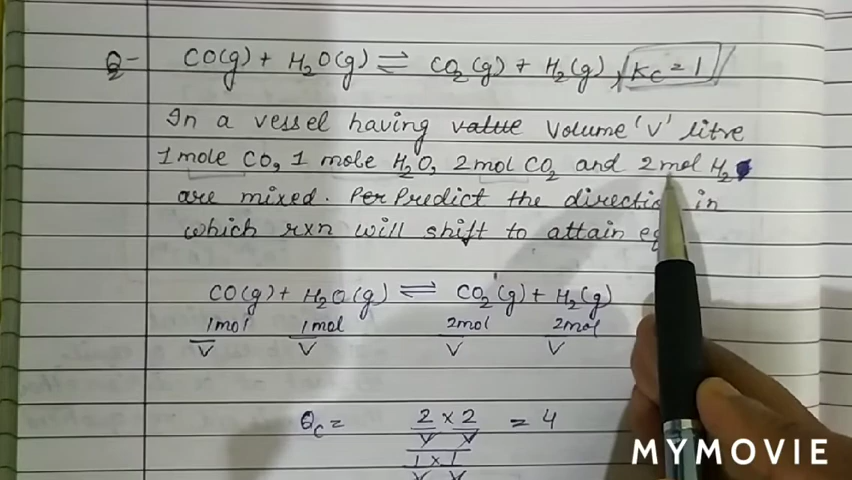 Q- CO(g) + H₂O(g) ⇌ CO₂(g) + H₂(g), Kc = 1
In a vessel having value volume 'V' litre
1 mole CO, 1 mole H₂O, 2 mol CO₂ and 2 mol H₂
are mixed. Per Predict the direction in
which rxn will shift to attain eq
CO(g) + H₂O(g) ⇌ CO₂(g) + H₂(g)
1mol 1mol 2mol 2mol
V V V V
Qc = 2 × 2 = 4
V V
1 × 1
V V
MYMOVIE